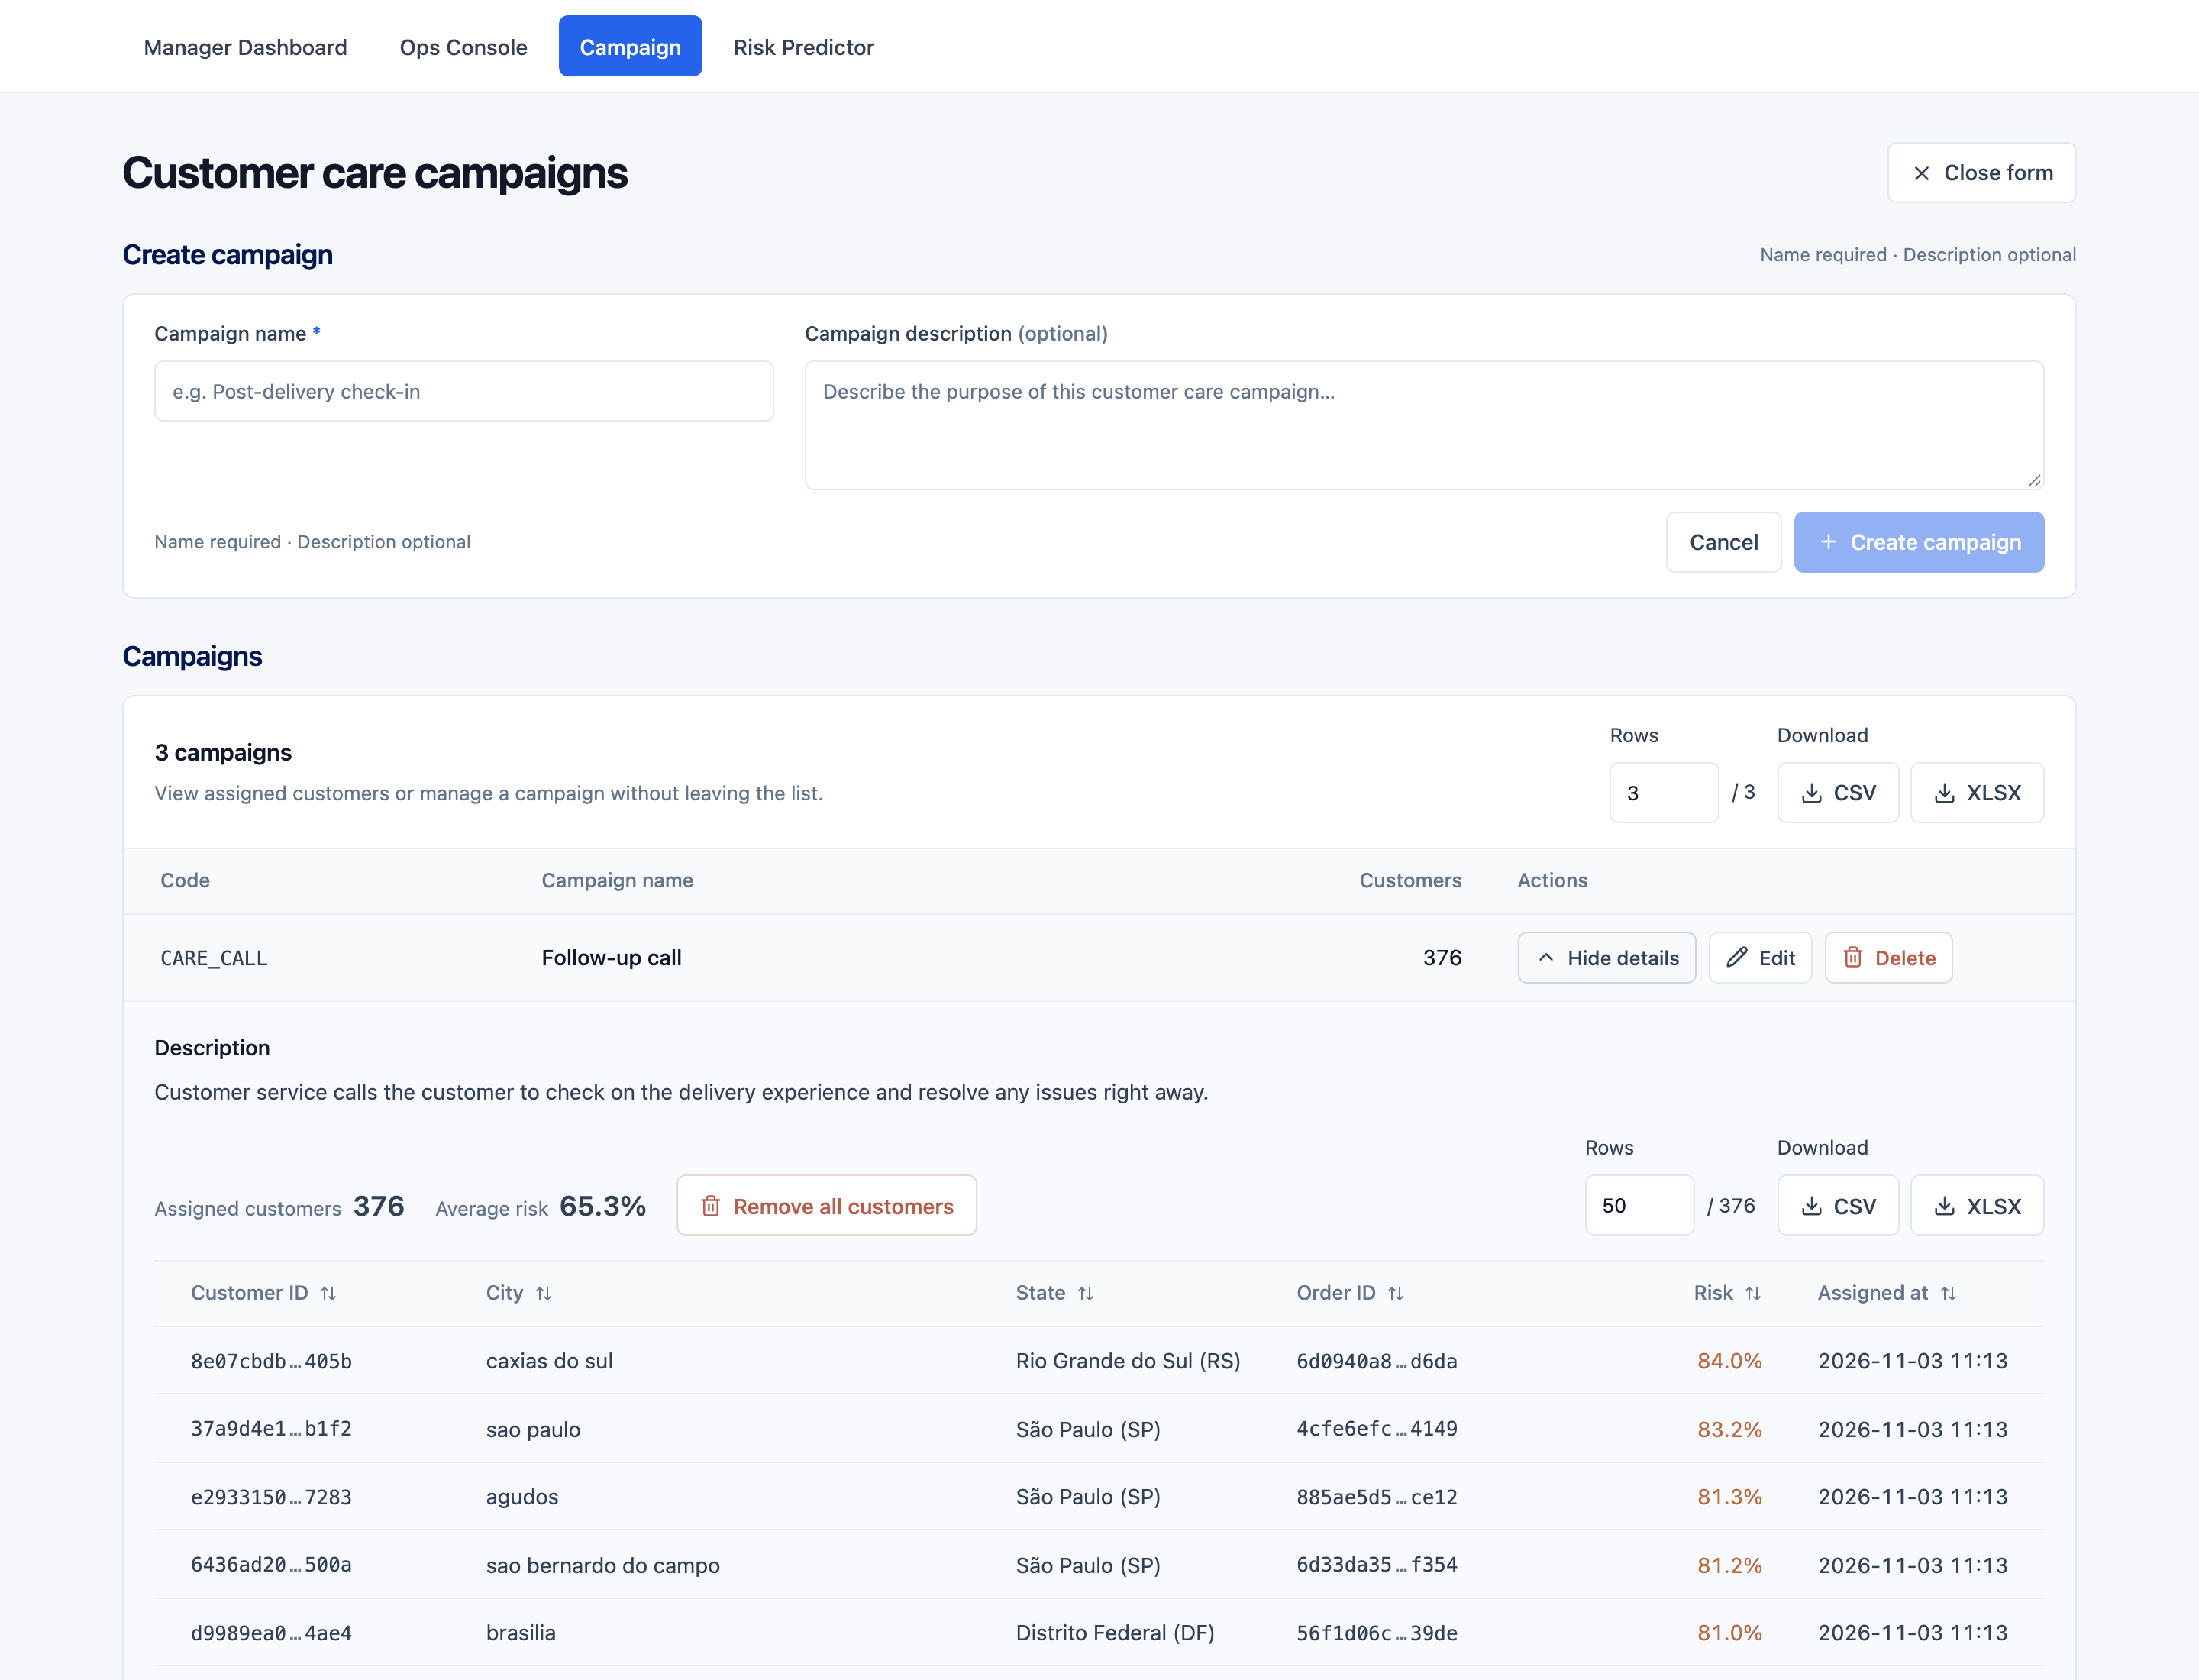 Manager Dashboard Ops Console Campaign Risk Predictor
Customer care campaigns
Close form
Create campaign
Name required · Description optional
Campaign name *
Campaign description (optional)
e.g. Post-delivery check-in
Describe the purpose of this customer care campaign...
Name required · Description optional
Cancel
Create campaign
Campaigns
3 campaigns
View assigned customers or manage a campaign without leaving the list.
Rows
Download
3 / 3
CSV
XLSX
Code Campaign name Customers Actions
CARE_CALL Follow-up call 376 Hide details Edit Delete
Description
Customer service calls the customer to check on the delivery experience and resolve any issues right away.
Rows
Download
Assigned customers 376 Average risk 65.3% Remove all customers 50 / 376 CSV XLSX
Customer ID City State Order ID Risk Assigned at
8e07cbdb…405b caxias do sul Rio Grande do Sul (RS) 6d0940a8…d6da 84.0% 2026-11-03 11:13
37a9d4e1…b1f2 sao paulo São Paulo (SP) 4cfe6efc…4149 83.2% 2026-11-03 11:13
e2933150…7283 agudos São Paulo (SP) 885ae5d5…ce12 81.3% 2026-11-03 11:13
6436ad20…500a sao bernardo do campo São Paulo (SP) 6d33da35…f354 81.2% 2026-11-03 11:13
d9989ea0…4ae4 brasilia Distrito Federal (DF) 56f1d06c…39de 81.0% 2026-11-03 11:13